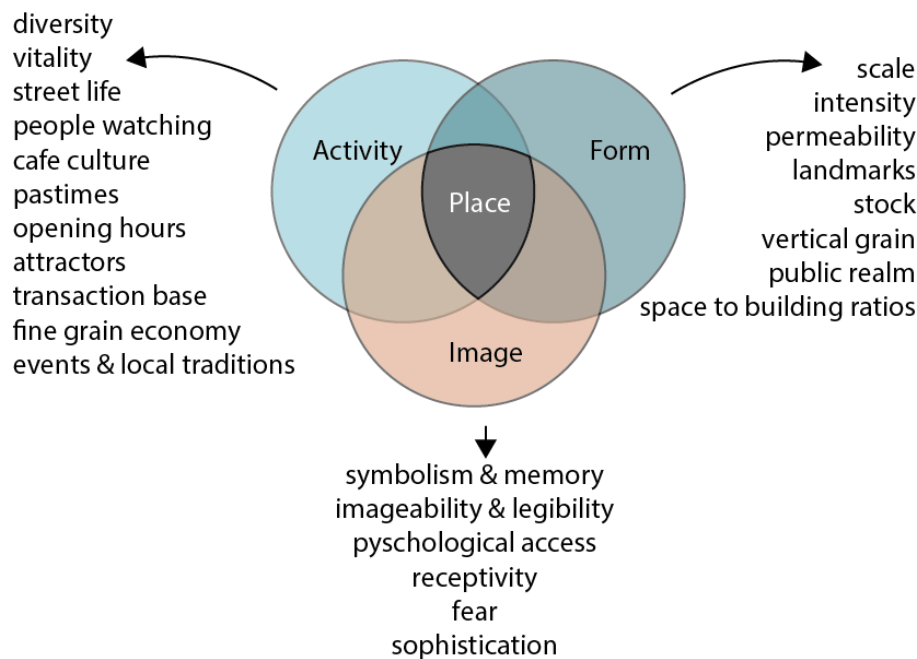 diversity
vitality
street life
people watching
cafe culture
pastimes
opening hours
attractors
transaction base
fine grain economy
events & local traditions
Activity
Form
Place
Image
scale
intensity
permeability
landmarks
stock
vertical grain
public realm
space to building ratios
symbolism & memory
imageability & legibility
pyschological access
receptivity
fear
sophistication